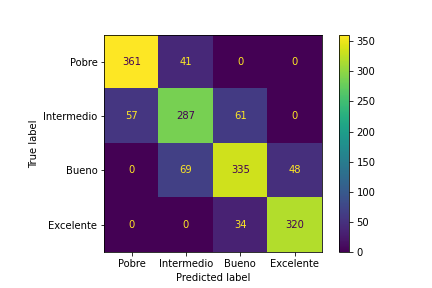 350
Pobre 361 41 0 0
300
Intermedio 57 287 61 0
250
200
True label
150
Bueno 0 69 335 48
100
Excelente 0 0 34 320
50
0
Pobre Intermedio Bueno Excelente
Predicted label